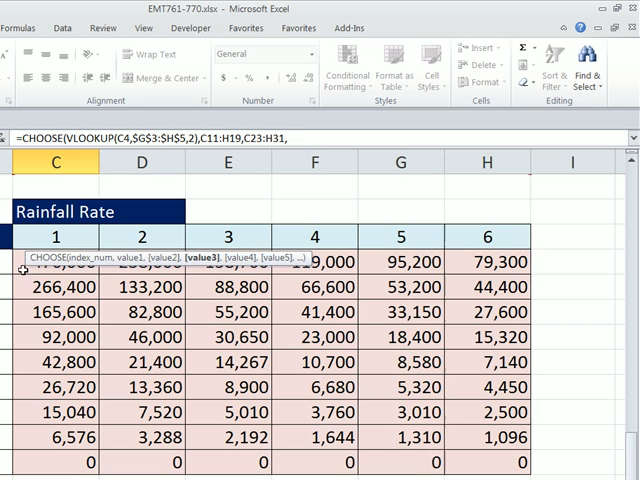 EMT761-770.xlsx - Microsoft Excel
Formulas Data Review View Developer Favorites Add-Ins
Wrap Text General Insert Σ
Conditional Format as Cell Delete Sort & Find &
Merge & Center $ % , Formatting Table Styles Format Filter Select
Alignment Number Styles Cells Editing
=CHOOSE(VLOOKUP(C4,$G$3:$H$5,2),C11:H19,C23:H31,
C D E F G H I
Rainfall Rate
1 2 3 4 5 6
CHOOSE(index_num, value1, [value2], [value3], [value4], [value5], ...) 95,200 79,300
266,400 133,200 88,800 66,600 53,200 44,400
165,600 82,800 55,200 41,400 33,150 27,600
92,000 46,000 30,650 23,000 18,400 15,320
42,800 21,400 14,267 10,700 8,580 7,140
26,720 13,360 8,900 6,680 5,320 4,450
15,040 7,520 5,010 3,760 3,010 2,500
6,576 3,288 2,192 1,644 1,310 1,096
0 0 0 0 0 0